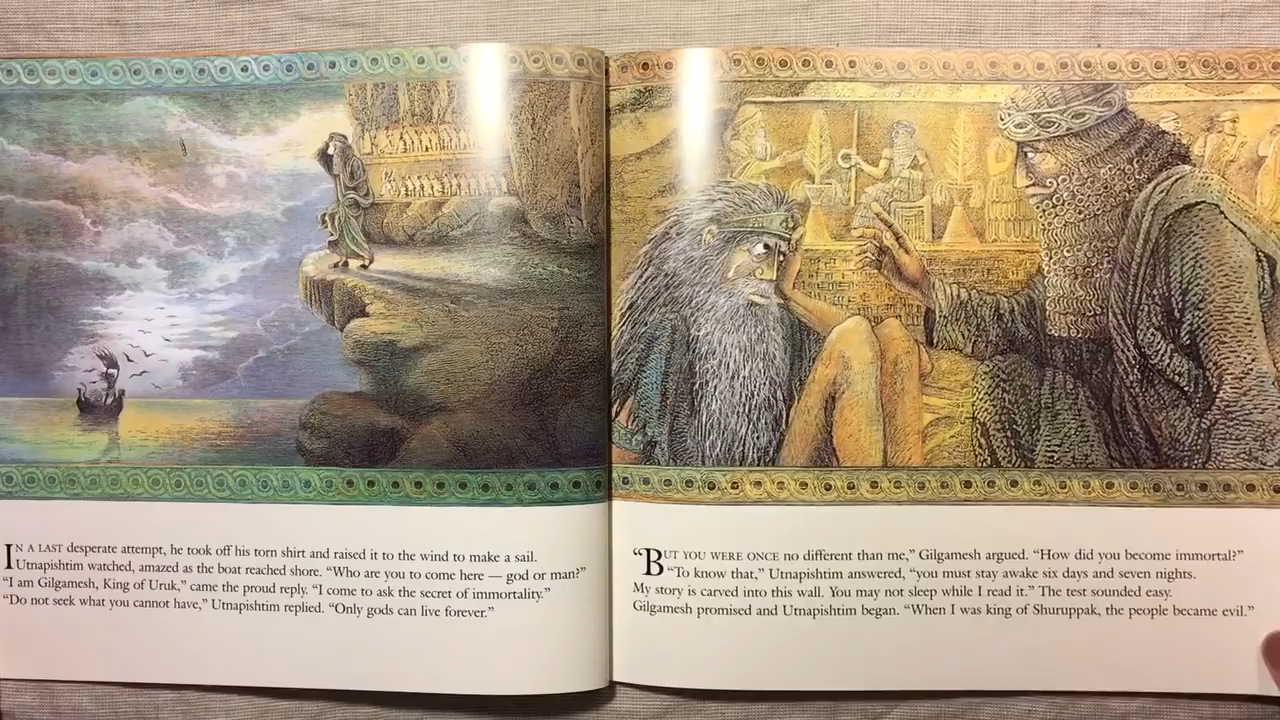 IN A LAST desperate attempt, he took off his torn shirt and raised it to the wind to make a sail.
Utnapishtim watched, amazed as the boat reached shore. “Who are you to come here — god or man?”
“I am Gilgamesh, King of Uruk,” came the proud reply. “I come to ask the secret of immortality.”
“Do not seek what you cannot have,” Utnapishtim replied. “Only gods can live forever.”
“BUT YOU WERE ONCE no different than me,” Gilgamesh argued. “How did you become immortal?”
“To know that,” Utnapishtim answered, “you must stay awake six days and seven nights.
My story is carved into this wall. You may not sleep while I read it.” The test sounded easy.
Gilgamesh promised and Utnapishtim began. “When I was king of Shuruppak, the people became evil.”